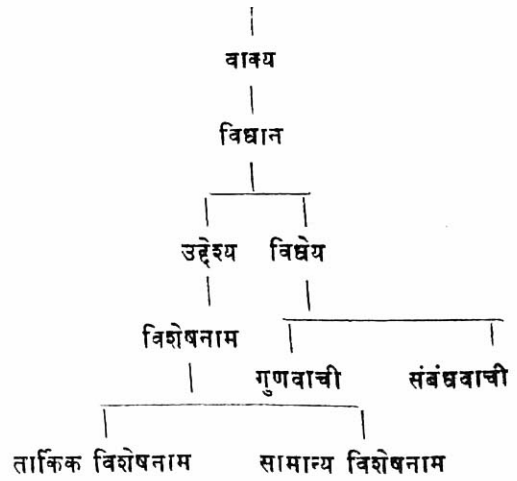 वाक्य
विधान
उद्देश्य विधेय
विशेषनाम
गुणवाची संबंधवाची
तार्किक विशेषनाम सामान्य विशेषनाम